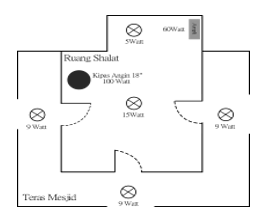 60Watt
5Watt
Ruang Shalat
Kipas Angin 18"
100 Watt
15Watt
9 Watt
9 Watt
Teras Mesjid
9 Watt